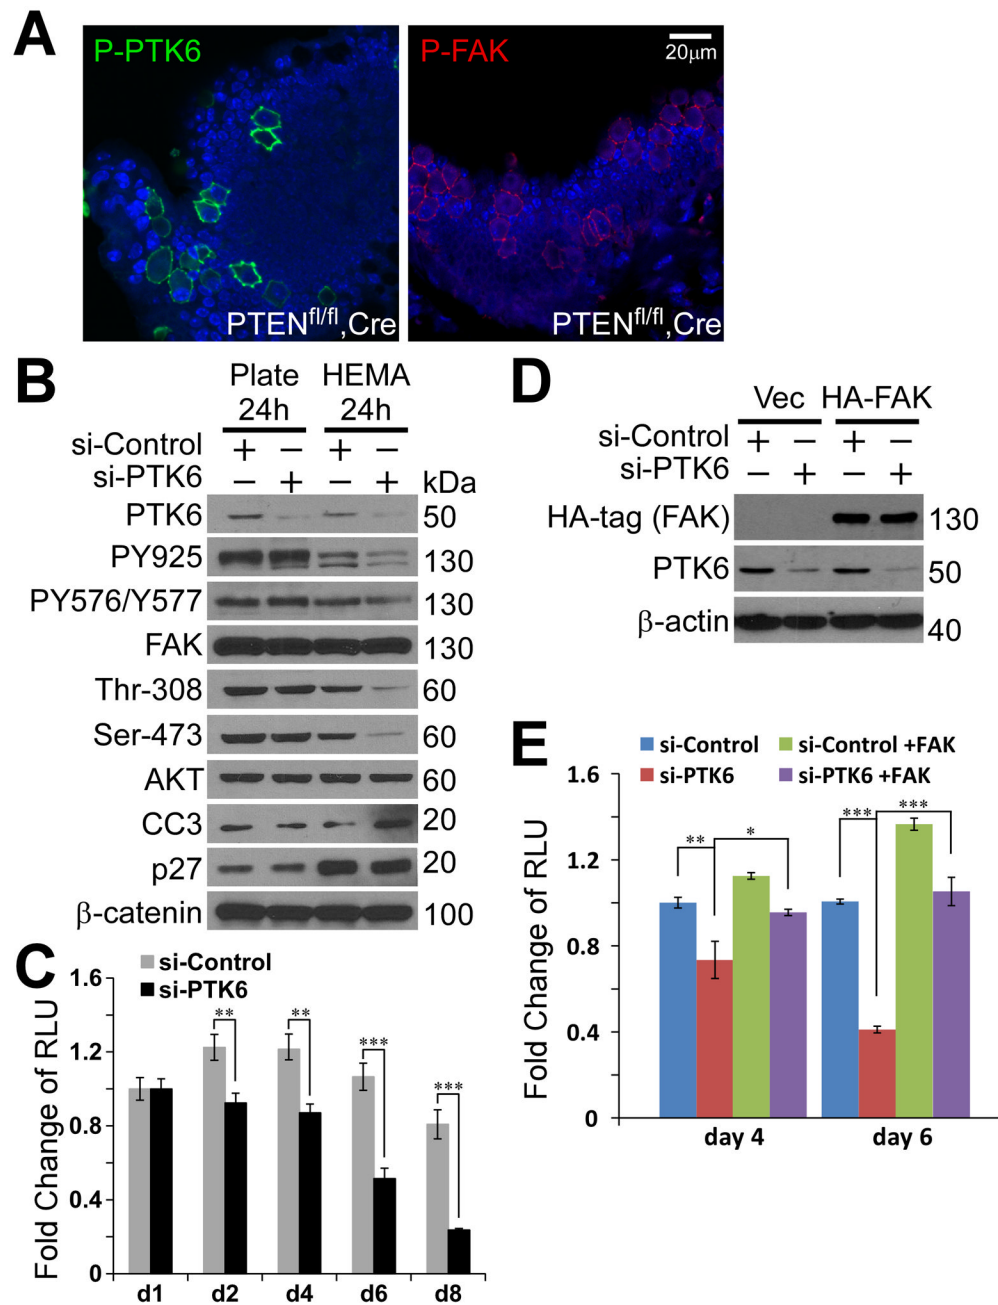 A
P-PTK6
P-FAK
20μm
PTENfl/fl,Cre
PTENfl/fl,Cre
B
Plate HEMA
24h 24h
si-Control + − + −
si-PTK6 − + − + kDa
PTK6 50
PY925 130
PY576/Y577 130
FAK 130
Thr-308 60
Ser-473 60
AKT 60
CC3 20
p27 20
β-catenin 100
D
Vec HA-FAK
si-Control + − + −
si-PTK6 − + − +
HA-tag (FAK) 130
PTK6 50
β-actin 40
C
si-Control
si-PTK6
Fold Change of RLU
1.6
1.2
0.8
0.4
0
** ** *** ***
d1 d2 d4 d6 d8
E
si-Control si-Control +FAK
si-PTK6 si-PTK6 +FAK
Fold Change of RLU
1.6
1.2
0.8
0.4
0
** * *** ***
day 4 day 6